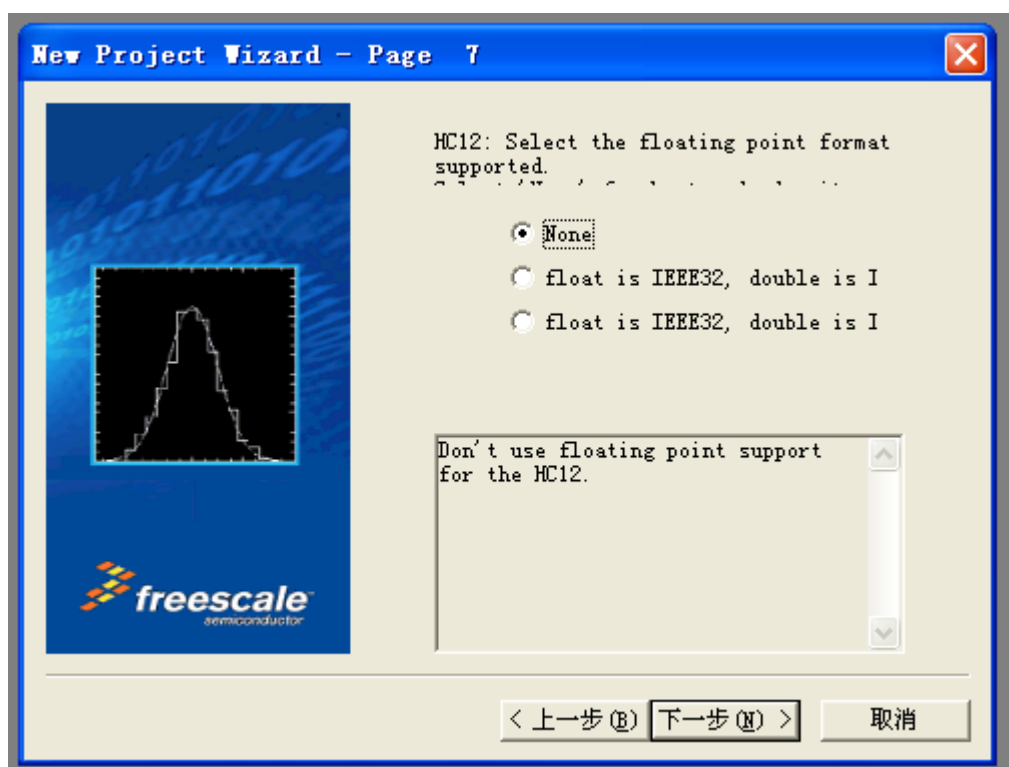 New Project Wizard - Page 7
HC12: Select the floating point format
supported.
None
float is IEEE32, double is I
float is IEEE32, double is I
Don't use floating point support
for the HC12.
freescale
semiconductor
< 上一步(B) 下一步(N) > 取消